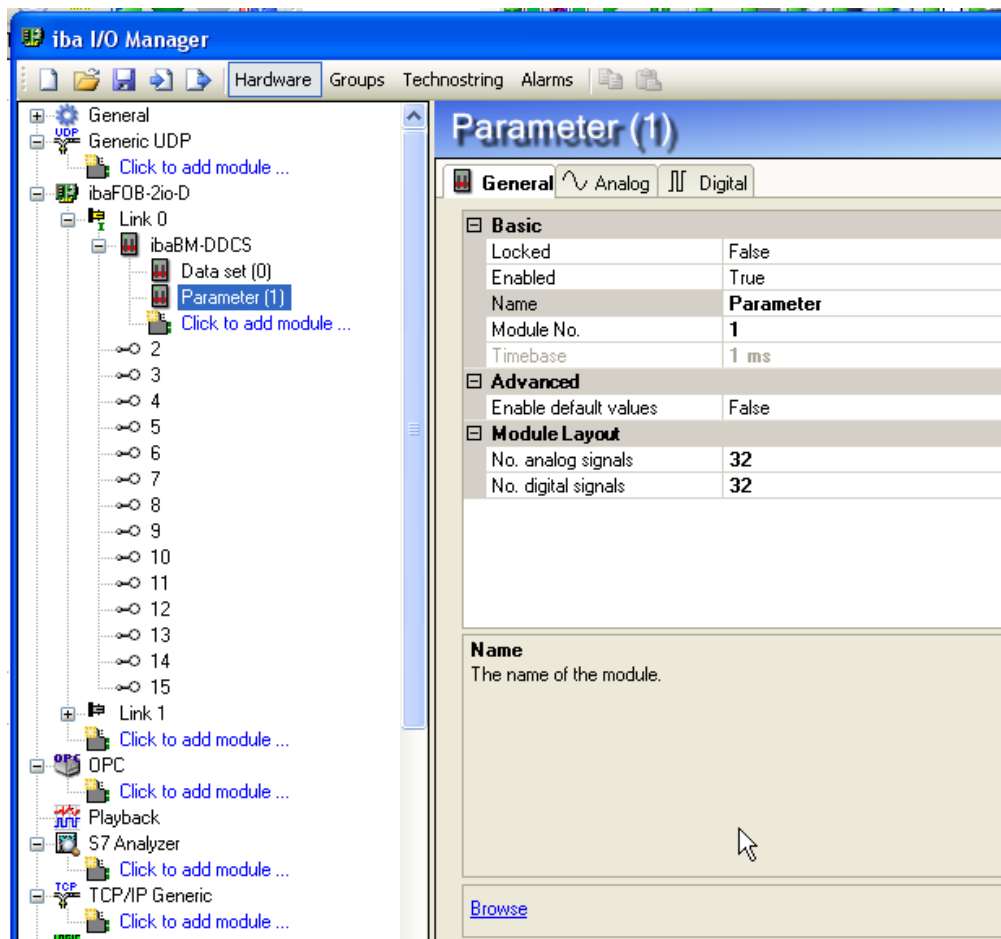 iba I/O Manager
Hardware Groups Technostring Alarms
General
UDP
Generic UDP
Click to add module ...
ibaFOB-2io-D
Link 0
ibaBM-DDCS
Data set (0)
Parameter (1)
Click to add module ...
2
3
4
5
6
7
8
9
10
11
12
13
14
15
Link 1
Click to add module ...
OPC
OPC
Click to add module ...
Playback
S7 Analyzer
Click to add module ...
TCP
TCP/IP Generic
Click to add module ...
Parameter (1)
General Analog Digital
Basic
Locked False
Enabled True
Name Parameter
Module No. 1
Timebase 1 ms
Advanced
Enable default values False
Module Layout
No. analog signals 32
No. digital signals 32
Name
The name of the module.
Browse